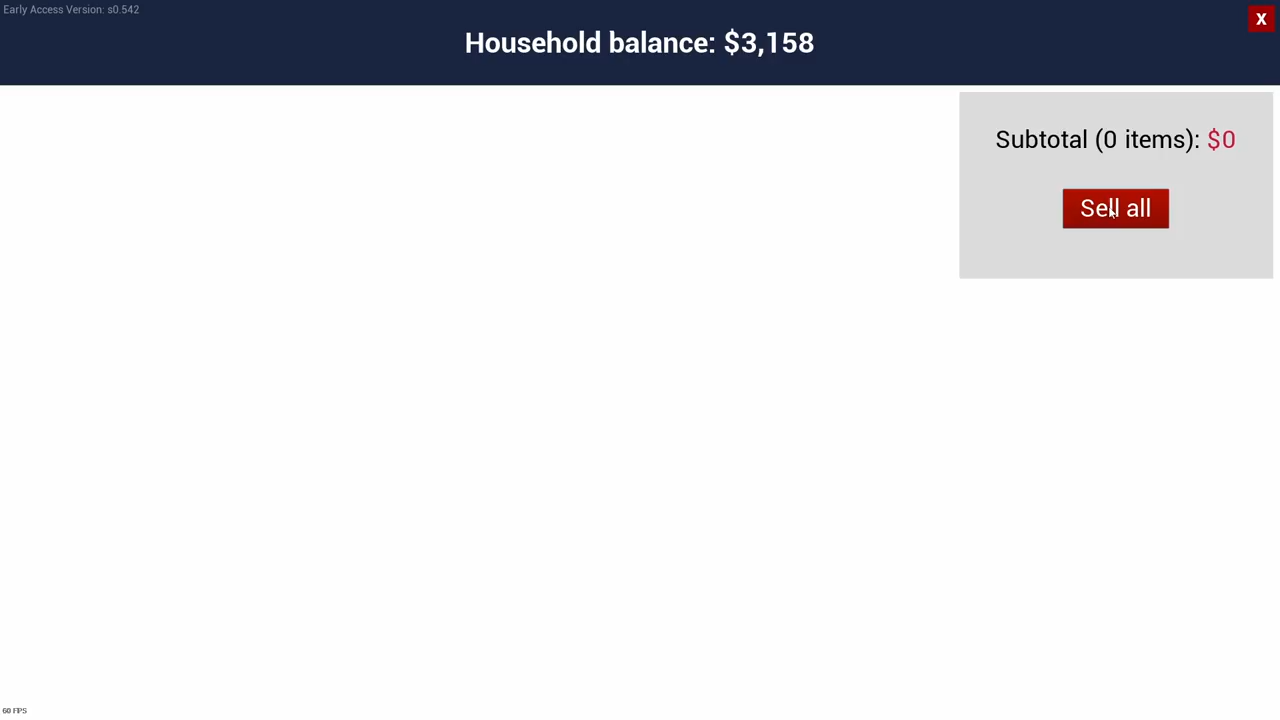 Early Access Version: s0.542
X
Household balance: $3,158
Subtotal (0 items): $0
Sell all
60 FPS